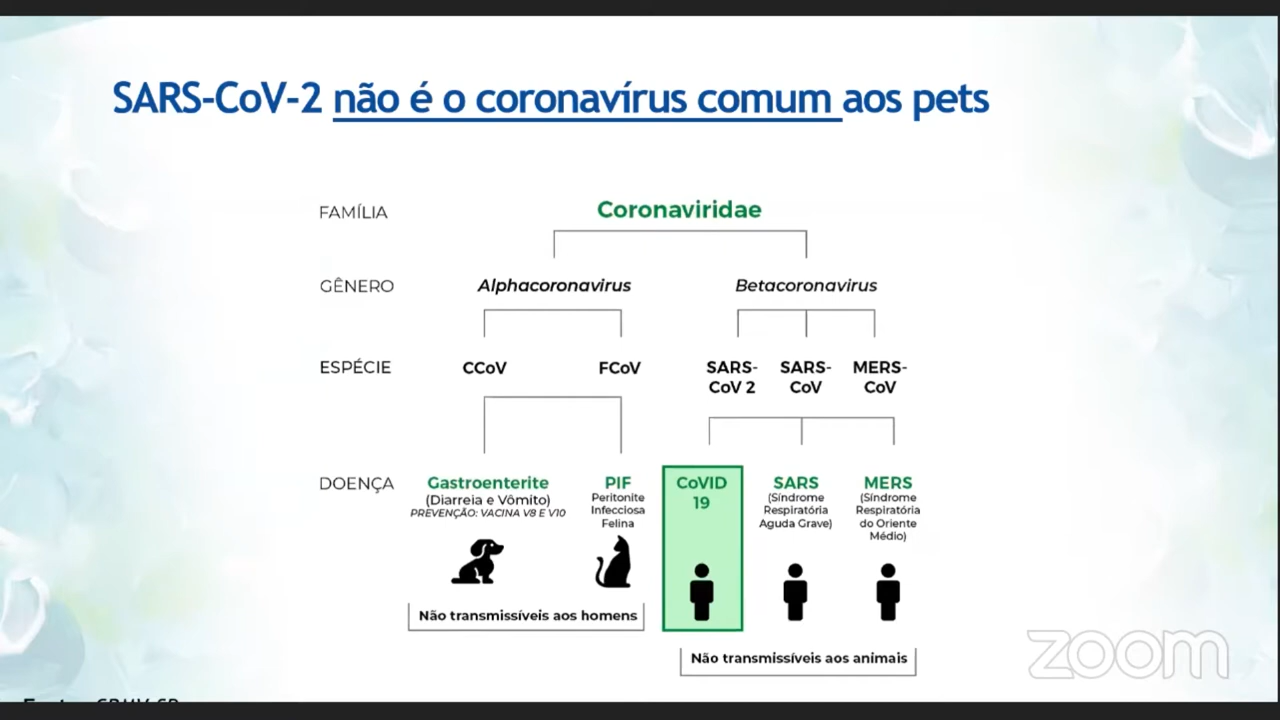 SARS-CoV-2 não é o coronavírus comum aos pets
FAMÍLIA
Coronaviridae
GÊNERO
Alphacoronavirus
Betacoronavirus
ESPÉCIE
CCoV
FCoV
SARS-
CoV 2
SARS-
CoV
MERS-
CoV
DOENÇA
Gastroenterite
(Diarreia e Vômito)
PREVENÇÃO: VACINA V8 E V10
PIF
Peritonite
Infecciosa
Felina
CoVID
19
SARS
(Síndrome
Respiratória
Aguda Grave)
MERS
(Síndrome
Respiratória
do Oriente
Médio)
Não transmissíveis aos homens
Não transmissíveis aos animais
zoom